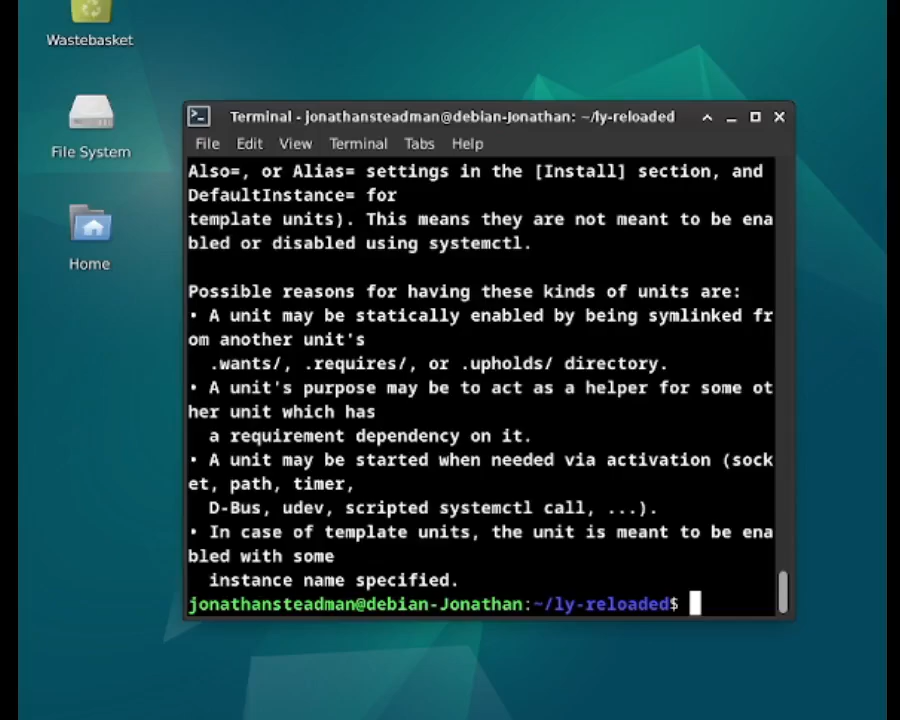 Wastebasket
File System
Home
Terminal - jonathansteadman@debian-Jonathan: ~/ly-reloaded
File Edit View Terminal Tabs Help
Also=, or Alias= settings in the [Install] section, and
DefaultInstance= for
template units). This means they are not meant to be ena
bled or disabled using systemctl.
Possible reasons for having these kinds of units are:
• A unit may be statically enabled by being symlinked fr
om another unit's
.wants/, .requires/, or .upholds/ directory.
• A unit's purpose may be to act as a helper for some ot
her unit which has
a requirement dependency on it.
• A unit may be started when needed via activation (sock
et, path, timer,
D-Bus, udev, scripted systemctl call, ...).
• In case of template units, the unit is meant to be ena
bled with some
instance name specified.
jonathansteadman@debian-Jonathan:~/ly-reloaded$